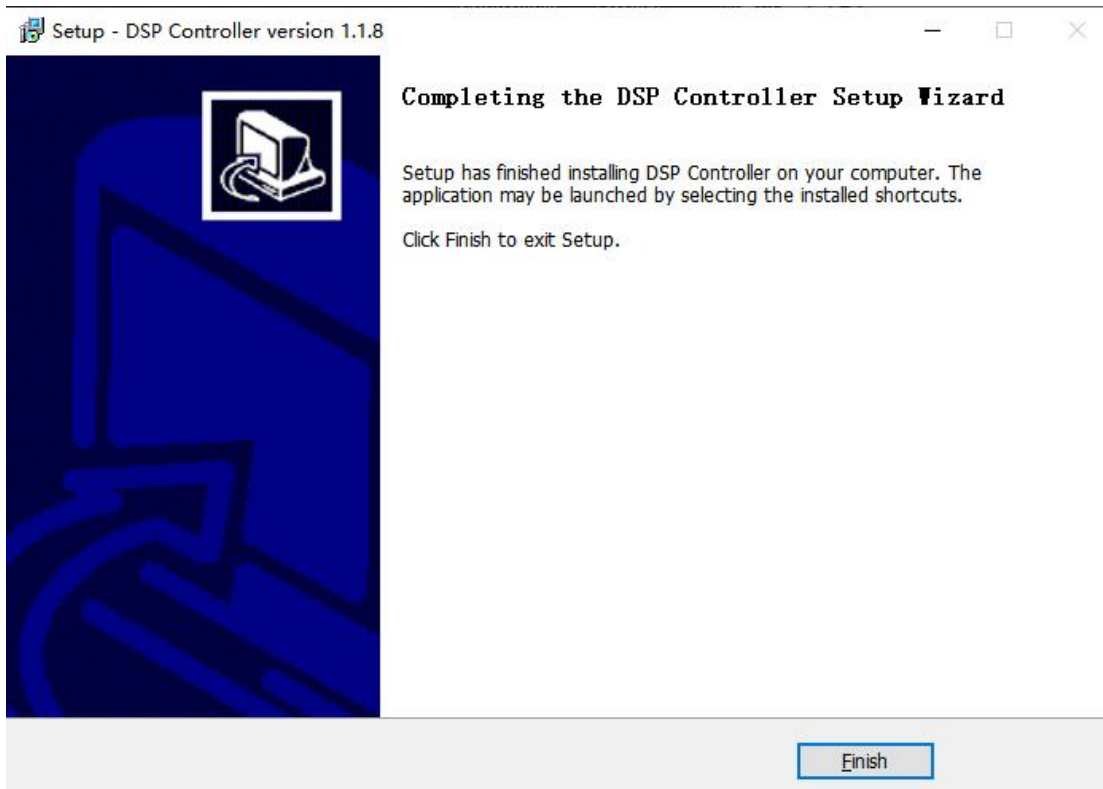 Setup - DSP Controller version 1.1.8
Completing the DSP Controller Setup Wizard
Setup has finished installing DSP Controller on your computer. The
application may be launched by selecting the installed shortcuts.
Click Finish to exit Setup.
Finish